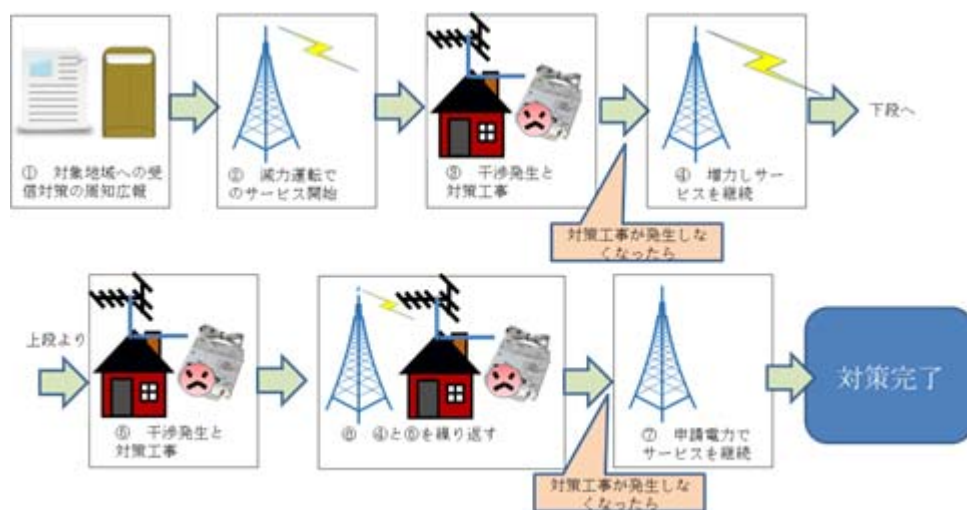 ① 対象地域への受
信対策の周知広報
② 減力運転で
のサービス開始
③ 干渉発生と
対策工事
④ 増力しサー
ビスを継続
下段へ
対策工事が発生しな
くなったら
上段より
⑤ 干渉発生と
対策工事
⑥ ④と⑤を繰り返す
⑦ 申請電力で
サービスを継続
対策完了
対策工事が発生しな
くなったら